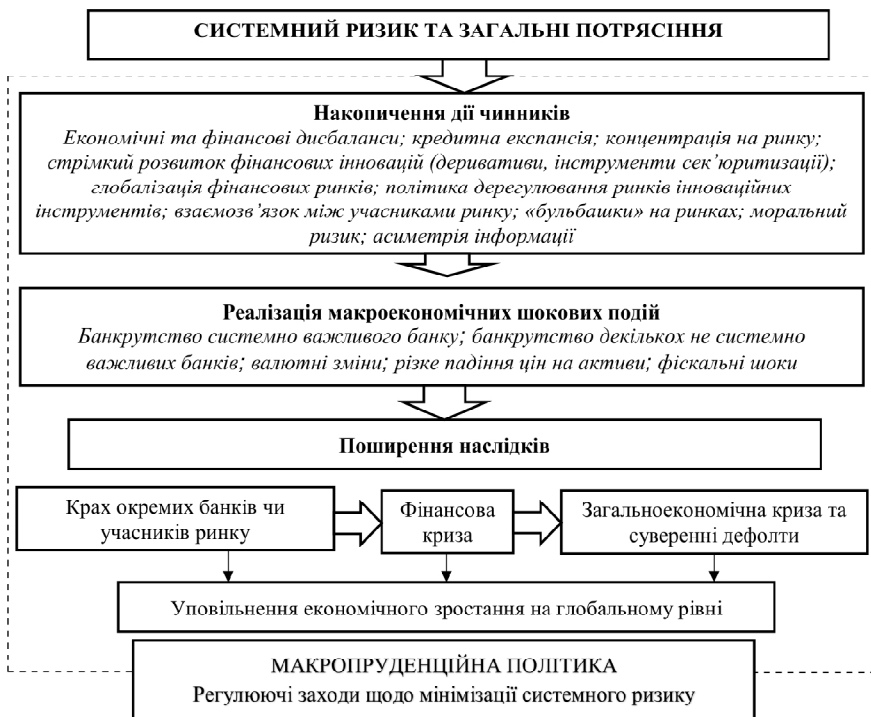 СИСТЕМНИЙ РИЗИК ТА ЗАГАЛЬНІ ПОТРЯСІННЯ
Накопичення дії чинників
Економічні та фінансові дисбаланси; кредитна експансія; концентрація на ринку;
стрімкий розвиток фінансових інновацій (деривативи, інструменти сек’юритизації);
глобалізація фінансових ринків; політика дерегулювання ринків інноваційних
інструментів; взаємозв’язок між учасниками ринку; «бульбашки» на ринках; моральний
ризик; асиметрія інформації
Реалізація макроекономічних шокових подій
Банкрутство системно важливого банку; банкрутство декількох не системно
важливих банків; валютні зміни; різке падіння цін на активи; фіскальні шоки
Поширення наслідків
Крах окремих банків чи
учасників ринку
Фінансова
криза
Загальноекономічна криза та
суверенні дефолти
Уповільнення економічного зростання на глобальному рівні
МАКРОПРУДЕНЦІЙНА ПОЛІТИКА
Регулюючі заходи щодо мінімізації системного ризику